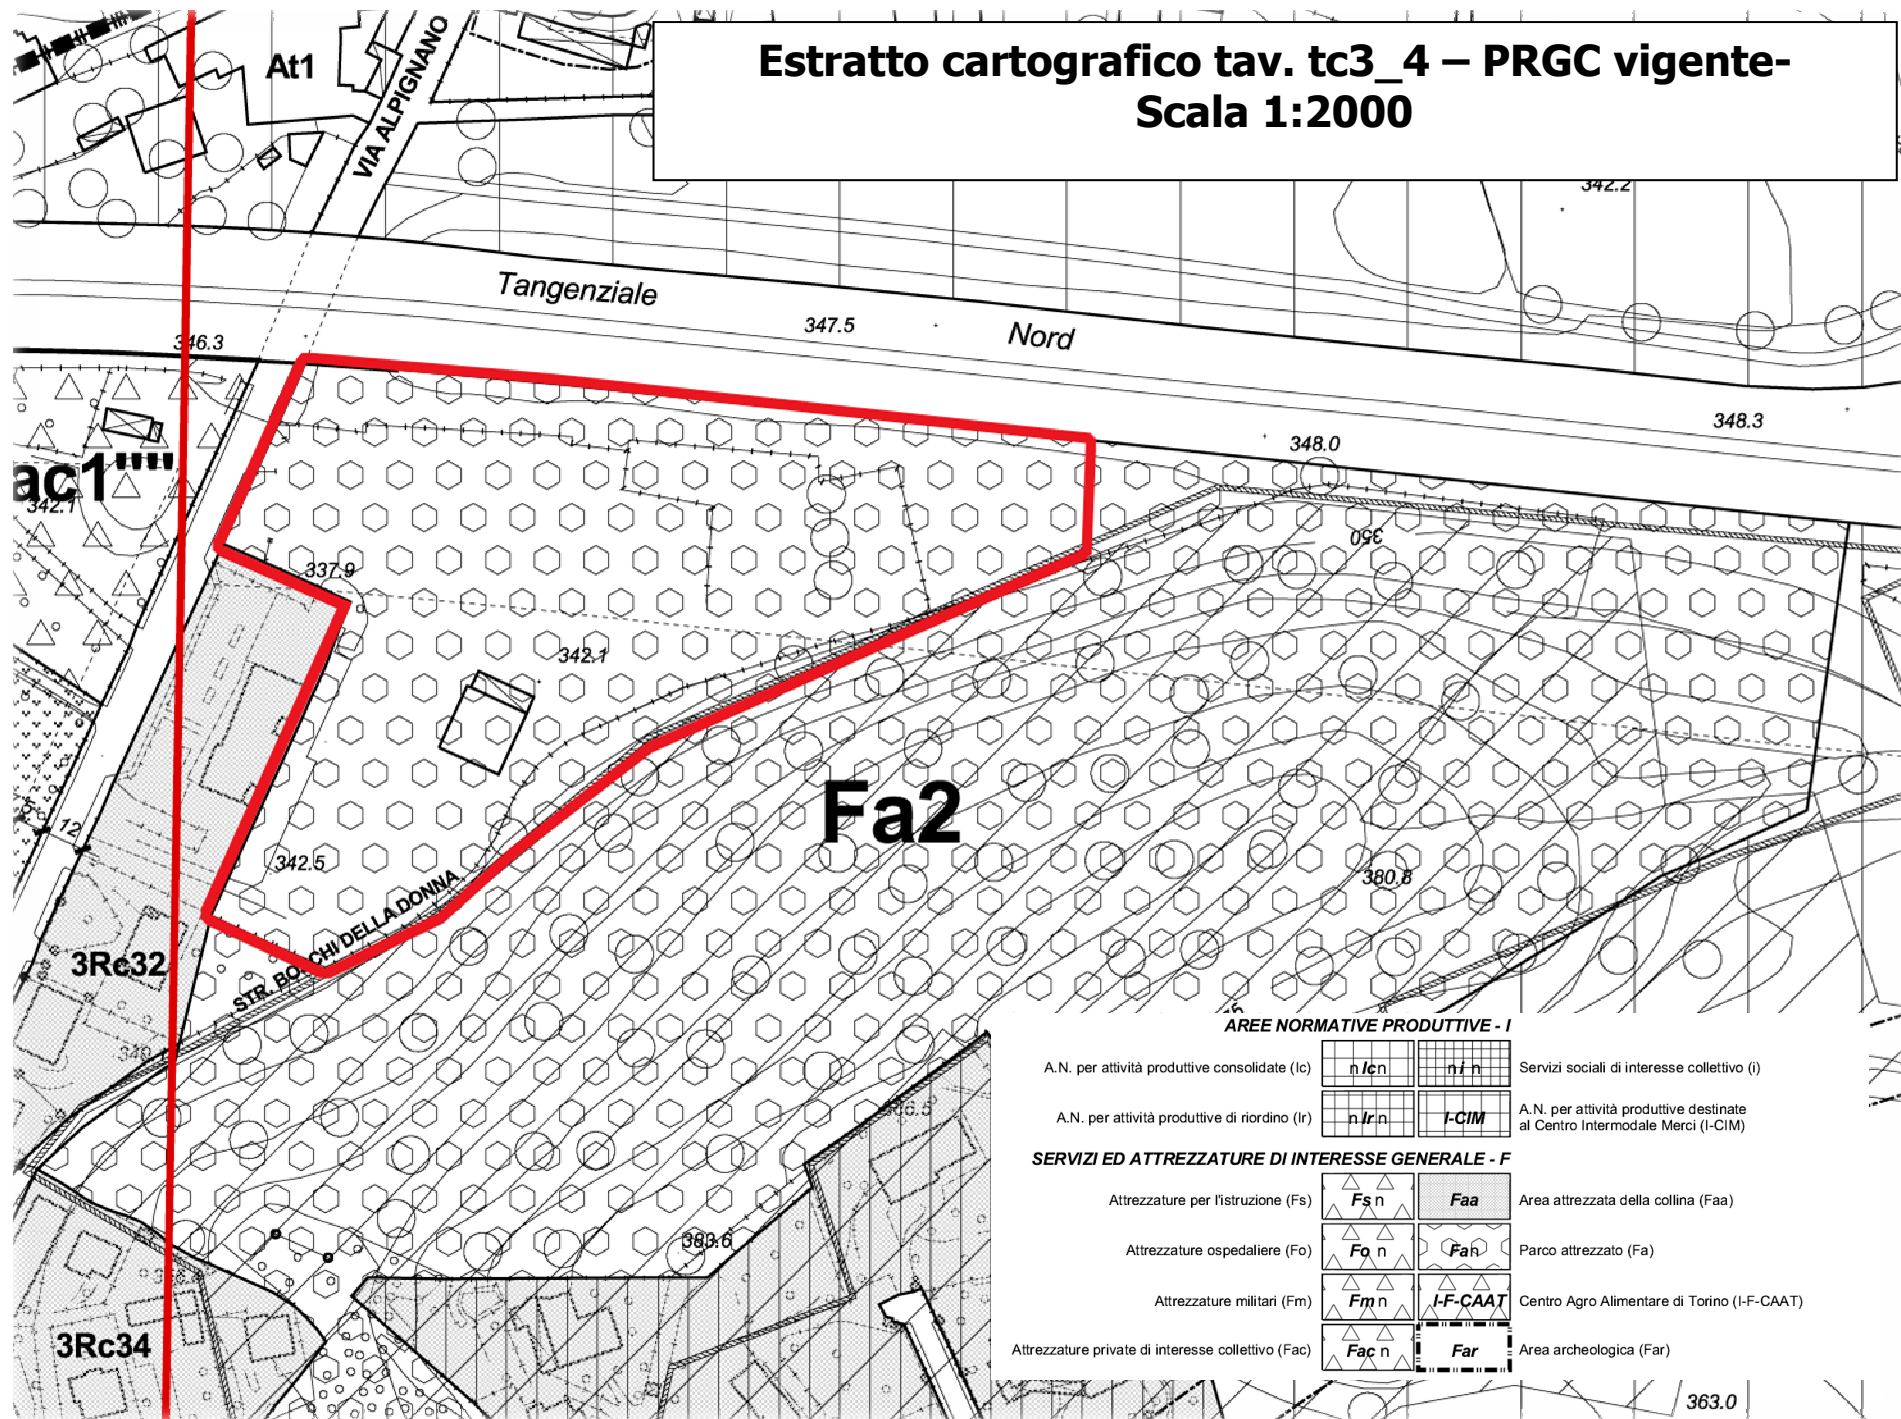 Estratto cartografico tav. tc3_4 – PRGC vigente-
Scala 1:2000
At1
VIA ALPIGNANO
342.2
Tangenziale
Nord
347.5
346.3
348.3
348.0
ac1""
342.1
350
337.9
342.1
Fa2
12
342.5
380.8
STR. BOSCHI DELLA DONNA
3Rc32
340
383.6
3Rc34
363.0
AREE NORMATIVE PRODUTTIVE - I
A.N. per attività produttive consolidate (Ic)
n Ic n
n i n
Servizi sociali di interesse collettivo (i)
A.N. per attività produttive di riordino (Ir)
n Ir n
I-CIM
A.N. per attività produttive destinate
al Centro Intermodale Merci (I-CIM)
SERVIZI ED ATTREZZATURE DI INTERESSE GENERALE - F
Attrezzature per l'istruzione (Fs)
Fs n
Faa
Area attrezzata della collina (Faa)
Attrezzature ospedaliere (Fo)
Fo n
Fan
Parco attrezzato (Fa)
Attrezzature militari (Fm)
Fm n
I-F-CAAT
Centro Agro Alimentare di Torino (I-F-CAAT)
Attrezzature private di interesse collettivo (Fac)
Fac n
Far
Area archeologica (Far)